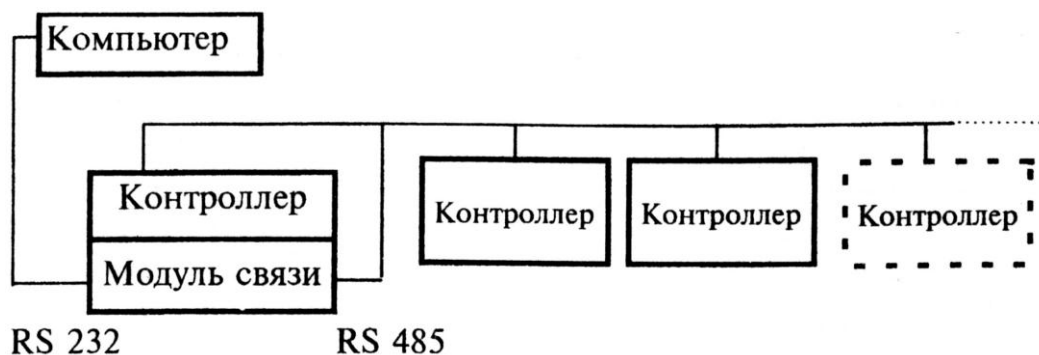 Компьютер
Контроллер
Модуль связи
Контроллер
Контроллер
Контроллер
RS 232
RS 485